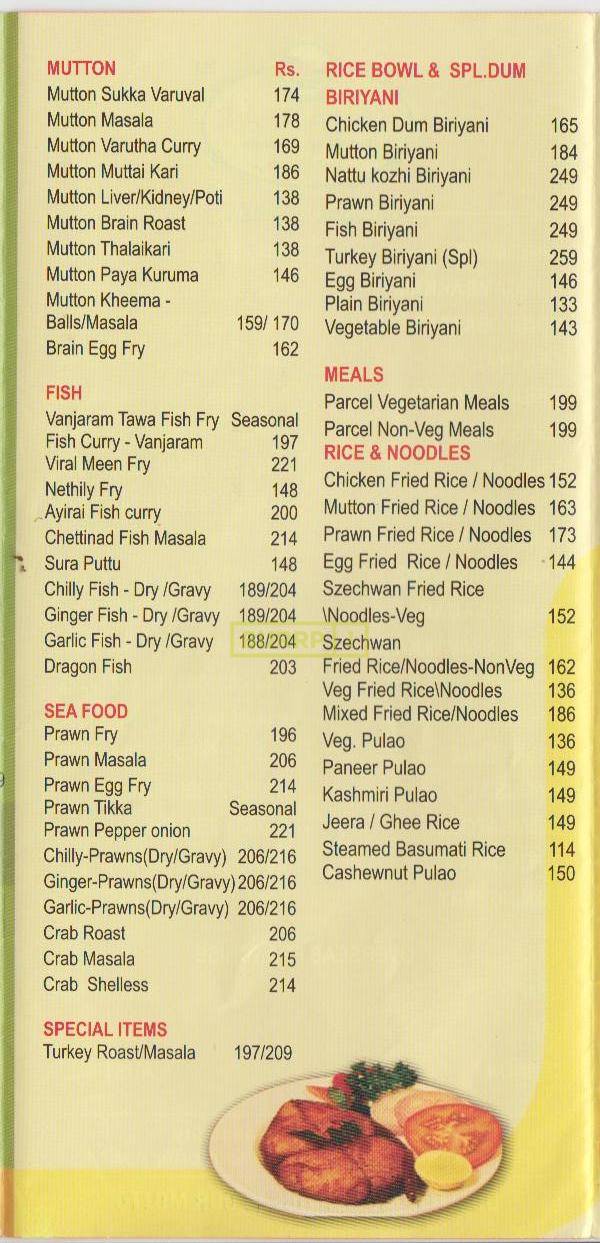 MUTTON Rs.
Mutton Sukka Varuval 174
Mutton Masala 178
Mutton Varutha Curry 169
Mutton Muttai Kari 186
Mutton Liver/Kidney/Poti 138
Mutton Brain Roast 138
Mutton Thalaikari 138
Mutton Paya Kuruma 146
Mutton Kheema -
Balls/Masala 159/ 170
Brain Egg Fry 162
FISH
Vanjaram Tawa Fish Fry Seasonal
Fish Curry - Vanjaram 197
Viral Meen Fry 221
Nethily Fry 148
Ayirai Fish curry 200
Chettinad Fish Masala 214
Sura Puttu 148
Chilly Fish - Dry /Gravy 189/204
Ginger Fish - Dry /Gravy 189/204
Garlic Fish - Dry /Gravy 188/204
Dragon Fish 203
SEA FOOD
Prawn Fry 196
Prawn Masala 206
Prawn Egg Fry 214
Prawn Tikka Seasonal
Prawn Pepper onion 221
Chilly-Prawns(Dry/Gravy) 206/216
Ginger-Prawns(Dry/Gravy) 206/216
Garlic-Prawns(Dry/Gravy) 206/216
Crab Roast 206
Crab Masala 215
Crab Shelless 214
SPECIAL ITEMS
Turkey Roast/Masala 197/209
RICE BOWL & SPL.DUM
BIRIYANI
Chicken Dum Biriyani 165
Mutton Biriyani 184
Nattu kozhi Biriyani 249
Prawn Biriyani 249
Fish Biriyani 249
Turkey Biriyani (Spl) 259
Egg Biriyani 146
Plain Biriyani 133
Vegetable Biriyani 143
MEALS
Parcel Vegetarian Meals 199
Parcel Non-Veg Meals 199
RICE & NOODLES
Chicken Fried Rice / Noodles 152
Mutton Fried Rice / Noodles 163
Prawn Fried Rice / Noodles 173
Egg Fried Rice / Noodles 144
Szechwan Fried Rice
\Noodles-Veg 152
Szechwan
Fried Rice/Noodles-NonVeg 162
Veg Fried Rice\Noodles 136
Mixed Fried Rice/Noodles 186
Veg. Pulao 136
Paneer Pulao 149
Kashmiri Pulao 149
Jeera / Ghee Rice 149
Steamed Basumati Rice 114
Cashewnut Pulao 150